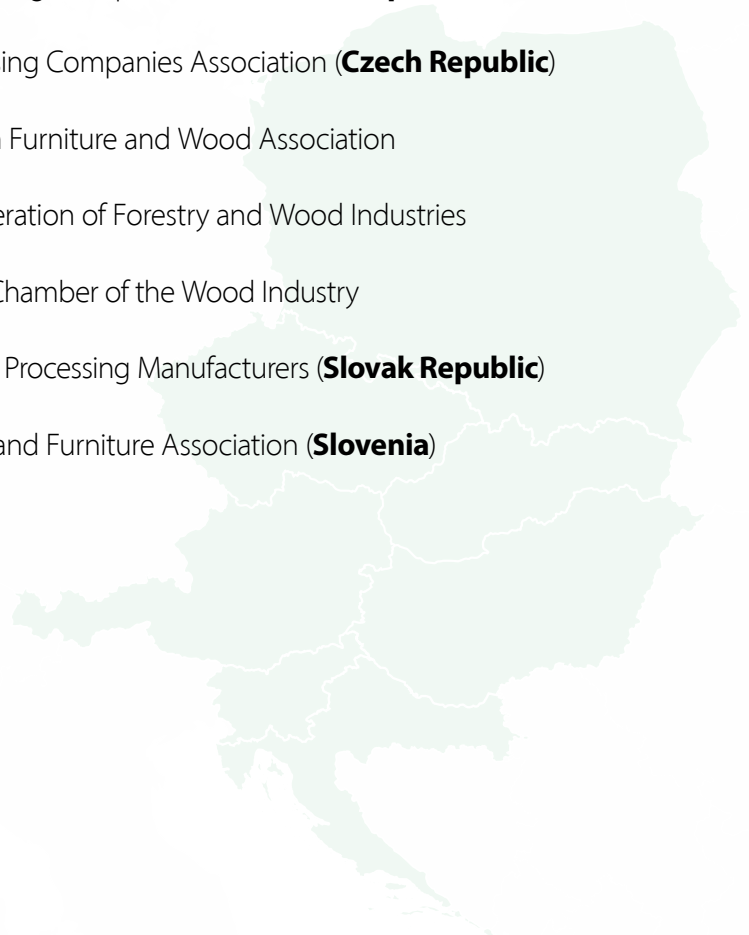 ing Companies Association (Czech Republic)
Furniture and Wood Association
eration of Forestry and Wood Industries
Chamber of the Wood Industry
Processing Manufacturers (Slovak Republic)
and Furniture Association (Slovenia)